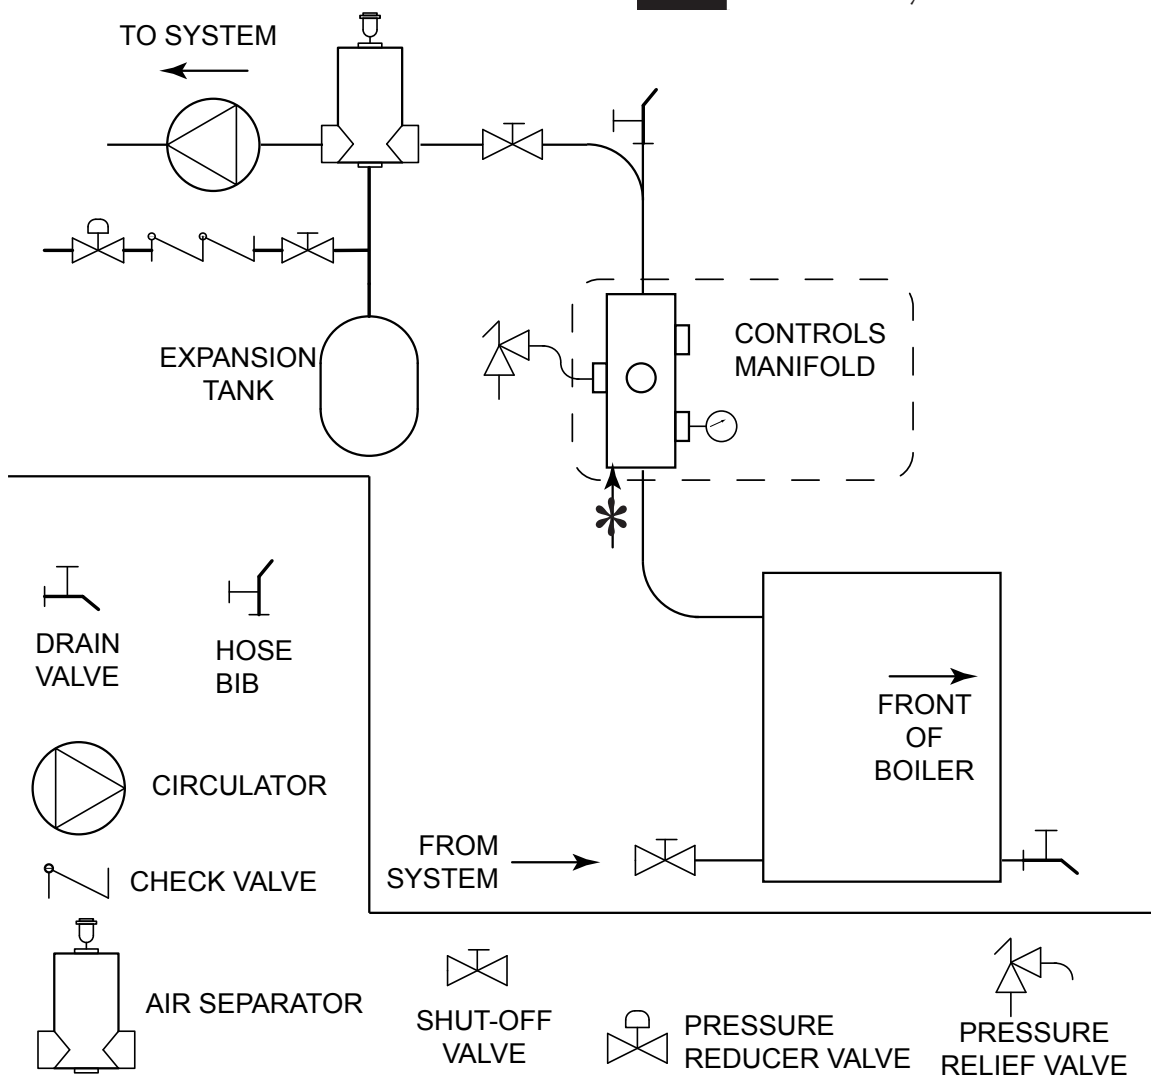 TO SYSTEM
EXPANSION
TANK
CONTROLS
MANIFOLD
*
FRONT
OF
BOILER
FROM
SYSTEM
DRAIN
VALVE
HOSE
BIB
CIRCULATOR
CHECK VALVE
AIR SEPARATOR
SHUT-OFF
VALVE
PRESSURE
REDUCER VALVE
PRESSURE
RELIEF VALVE